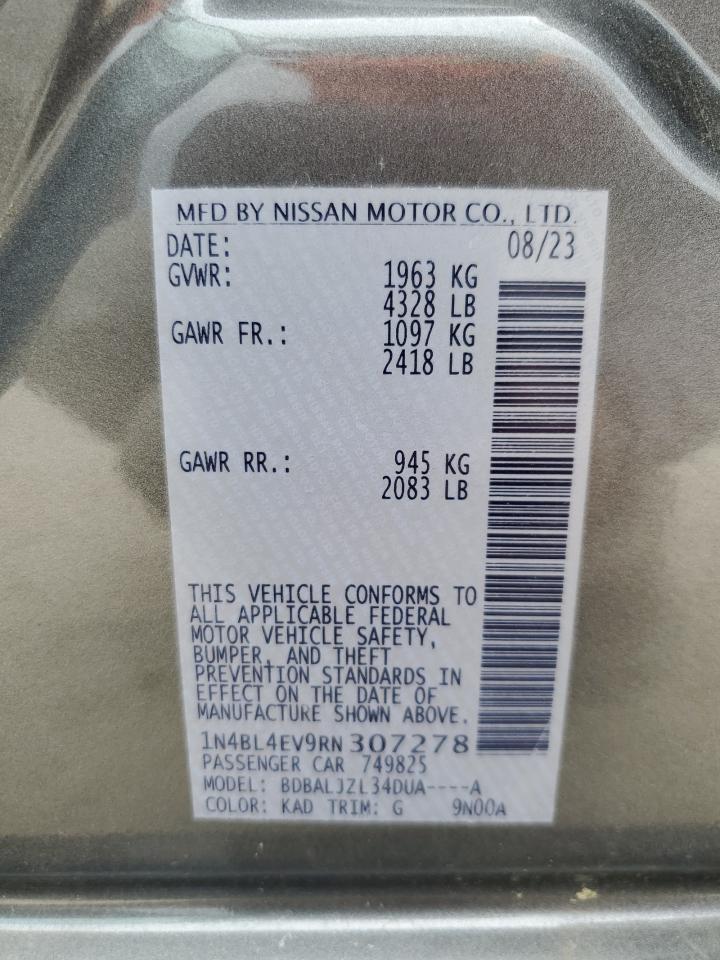 MFD BY NISSAN MOTOR CO., LTD.
DATE: 08/23
GVWR: 1963 KG
4328 LB
GAWR FR.: 1097 KG
2418 LB
GAWR RR.: 945 KG
2083 LB
THIS VEHICLE CONFORMS TO
ALL APPLICABLE FEDERAL
MOTOR VEHICLE SAFETY,
BUMPER, AND THEFT
PREVENTION STANDARDS IN
EFFECT ON THE DATE OF
MANUFACTURE SHOWN ABOVE.
1N4BL4EV9RN307278
PASSENGER CAR 749825
MODEL: BDBALJZL34DUA----A
COLOR: KAD TRIM: G 9N00A